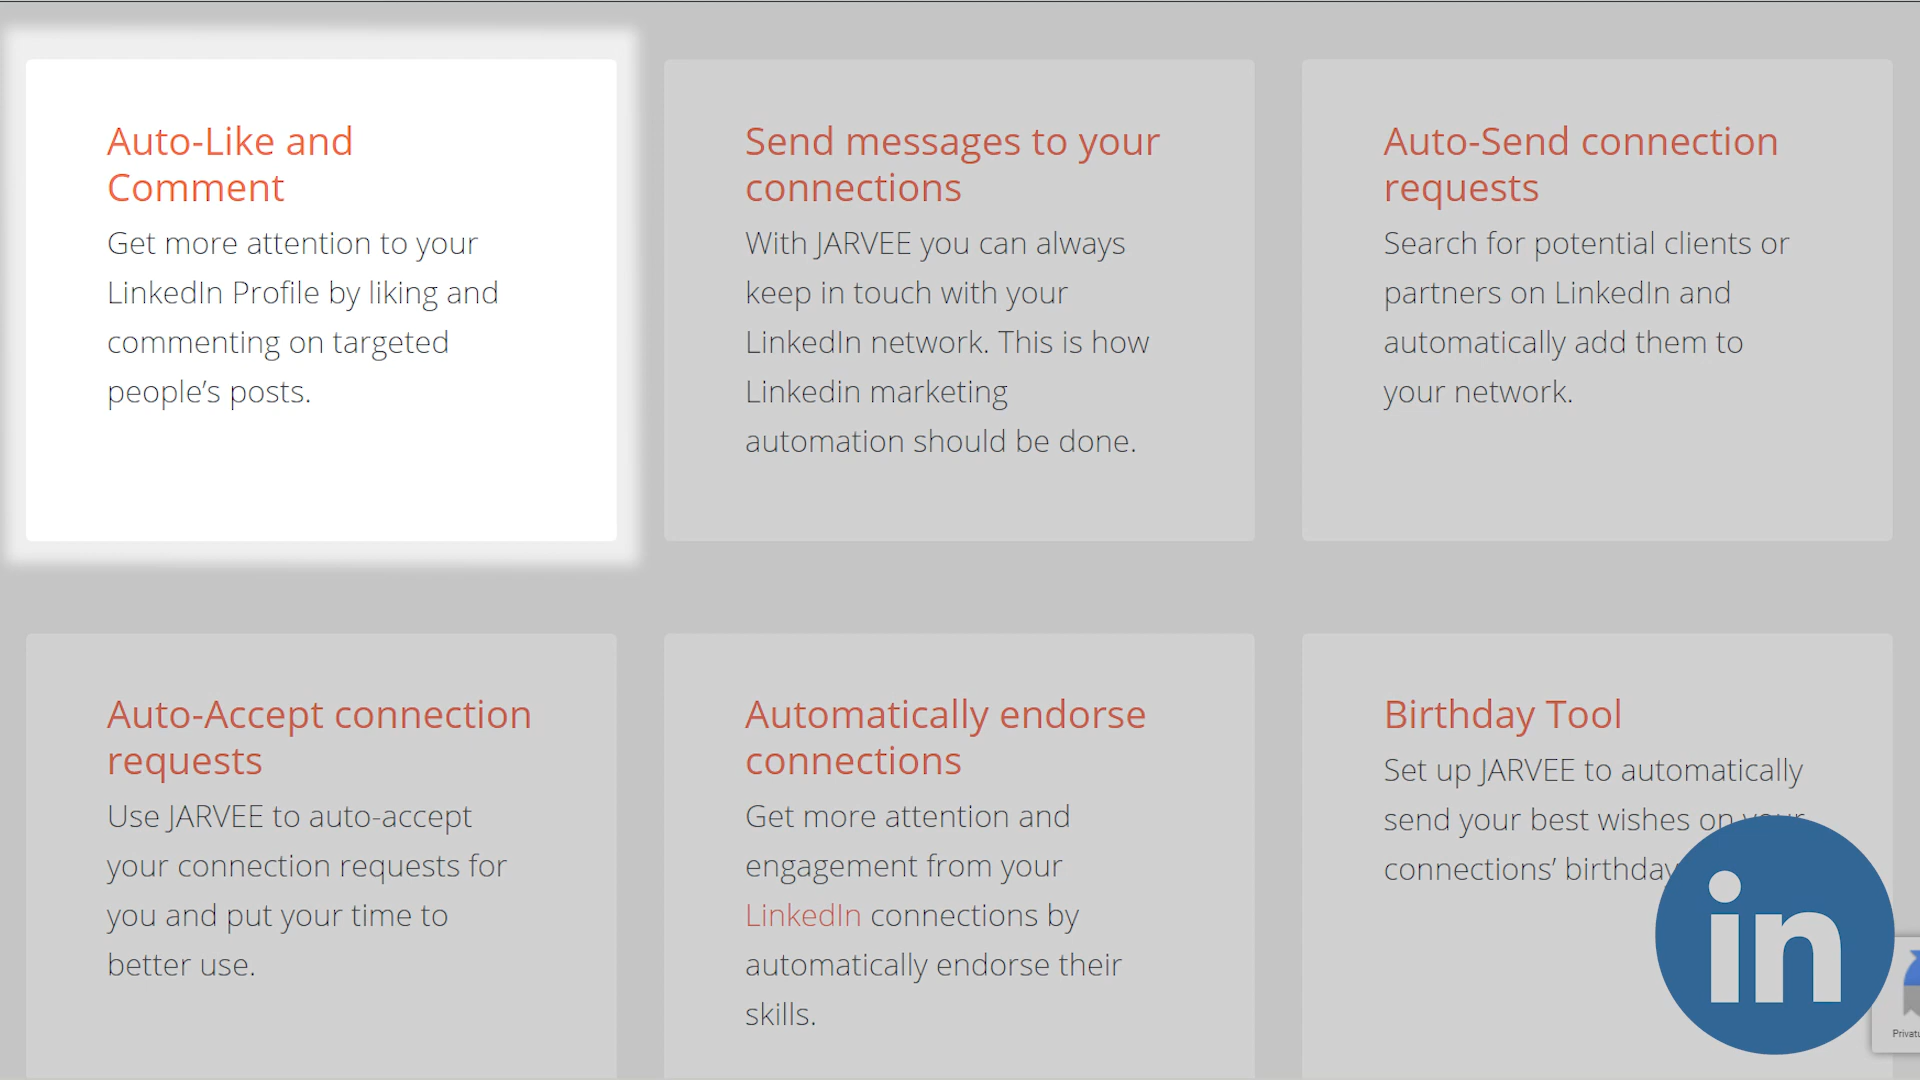 Auto-Like and
Comment
Get more attention to your
LinkedIn Profile by liking and
commenting on targeted
people’s posts.
Send messages to your
connections
With JARVEE you can always
keep in touch with your
LinkedIn network. This is how
Linkedin marketing
automation should be done.
Auto-Send connection
requests
Search for potential clients or
partners on LinkedIn and
automatically add them to
your network.
Auto-Accept connection
requests
Use JARVEE to auto-accept
your connection requests for
you and put your time to
better use.
Automatically endorse
connections
Get more attention and
engagement from your
LinkedIn connections by
automatically endorse their
skills.
Birthday Tool
Set up JARVEE to automatically
send your best wishes on your
connections’ birthday
in